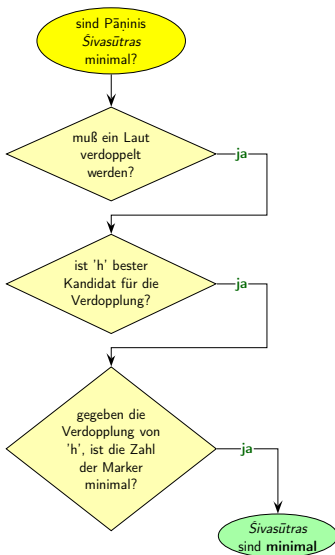 sind Pāṇinis
Śivasūtras
minimal?
muß ein Laut
verdoppelt
werden?
ja
ist 'h' bester
Kandidat für die
Verdopplung?
ja
gegeben die
Verdopplung von
'h', ist die Zahl
der Marker
minimal?
ja
Śivasūtras
sind minimal